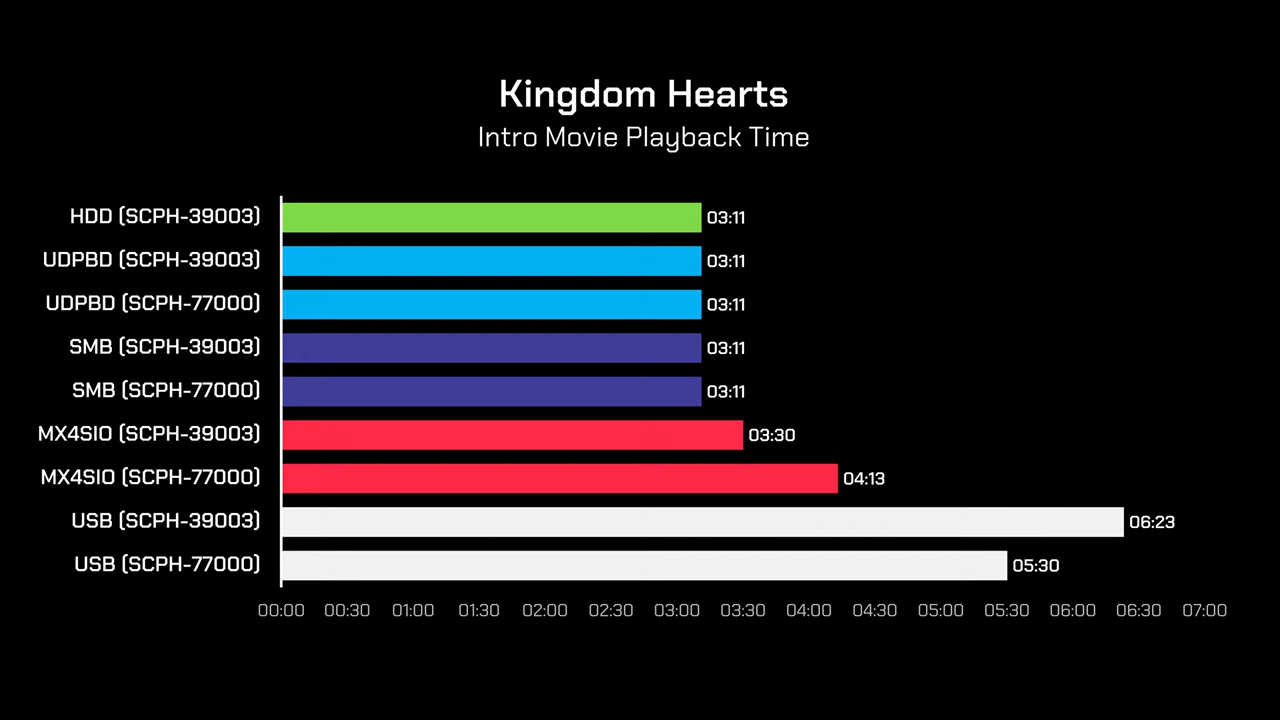 Kingdom Hearts
Intro Movie Playback Time
HDD (SCPH-39003) 03:11
UDPBD (SCPH-39003) 03:11
UDPBD (SCPH-77000) 03:11
SMB (SCPH-39003) 03:11
SMB (SCPH-77000) 03:11
MX4SIO (SCPH-39003) 03:30
MX4SIO (SCPH-77000) 04:13
USB (SCPH-39003) 06:23
USB (SCPH-77000) 05:30
00:00 00:30 01:00 01:30 02:00 02:30 03:00 03:30 04:00 04:30 05:00 05:30 06:00 06:30 07:00